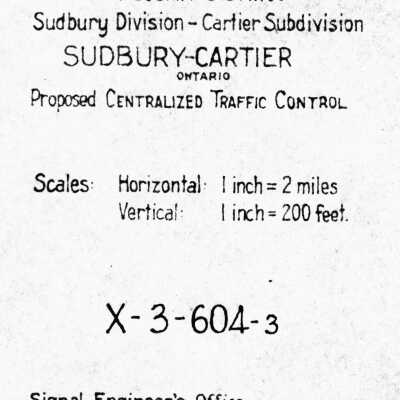 Sudbury Division - Cartier Subdivision
SUDBURY-CARTIER
ONTARIO
Proposed CENTRALIZED TRAFFIC CONTROL
Scales: Horizontal: 1 inch = 2 miles
Vertical: 1 inch = 200 feet.
X-3-604-3
Signal Engineer's Office